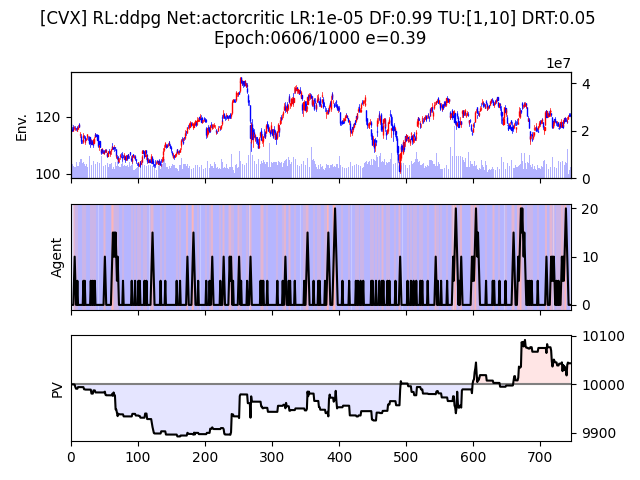 [CVX] RL:ddpg Net:actorcritic LR:1e-05 DF:0.99 TU:[1,10] DRT:0.05
Epoch:0606/1000 e=0.39
1e7
Env.
120
100
4
2
0
Agent
20
10
0
PV
10100
10000
9900
0 100 200 300 400 500 600 700